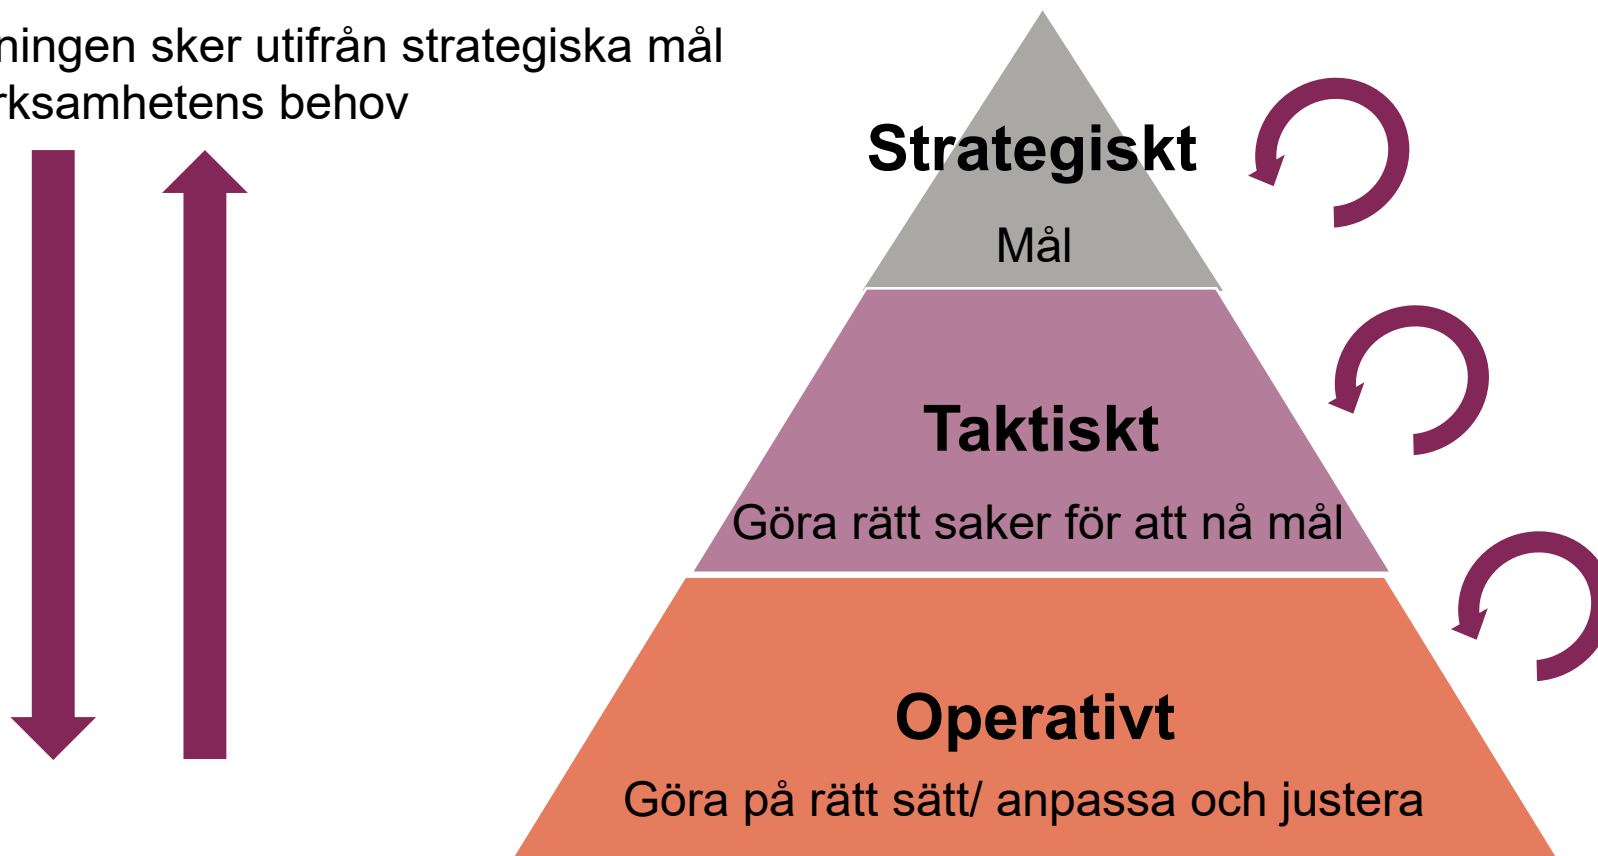 ningen sker utifrån strategiska mål
rksamhetens behov
Strategiskt
Mål
Taktiskt
Göra rätt saker för att nå mål
Operativt
Göra på rätt sätt/ anpassa och justera